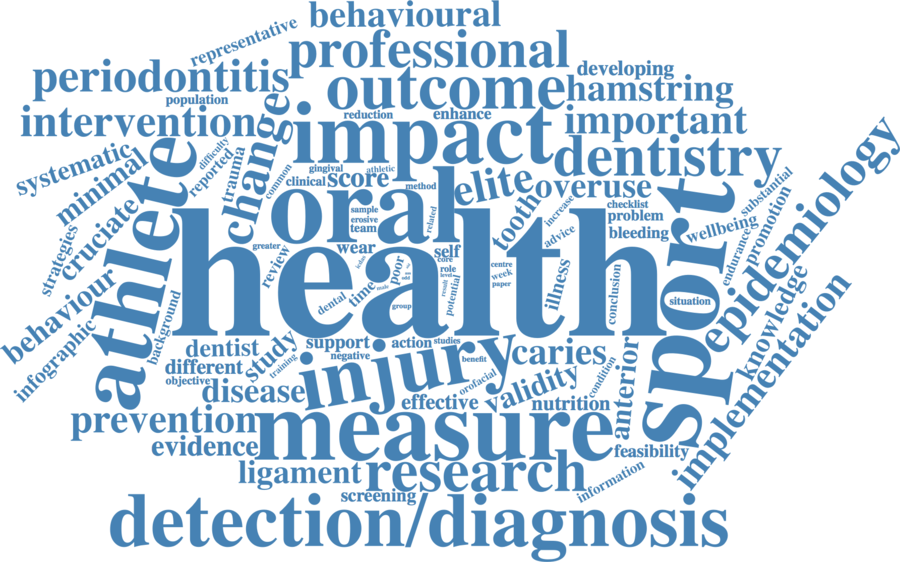 behavioural
representative
professional
periodontitis
outcome
developing
hamstring
population
reduction
enhance
intervention
change
impact
important
difficulty
systematic
minimal
reported
trauma
common
gingival
athletic
clinical
score
method
elite
dentistry
overuse
epidemiology
athlete
oral
related
tooth
increase
checklist
problem
bleeding
sport
wellbeing
substantial
promotion
endurance
strategies
cruciate
sample
erosive
team
advice
greater
review
wear
self
core
role
level
result
potential
centre
week
paper
illness
conclusion
situation
health
poor
time
dental
male
add
group
behaviour
infographic
background
knowledge
implementation
dentist
different
objective
study
training
support
negative
action
studies
benefit
injury
caries
orofacial
condition
anterior
disease
effective
validity
nutrition
prevention
measure
evidence
feasibility
ligament
research
screening
information
detection/diagnosis